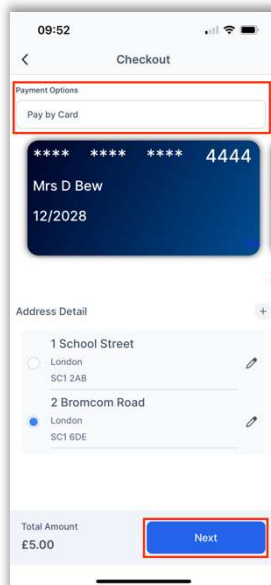 09:52
Checkout
Payment Options
Pay by Card
**** **** **** 4444
Mrs D Bew
12/2028
Address Detail
1 School Street
London
SC1 2AB
2 Bromcom Road
London
SC1 6DE
Total Amount
£5.00
Next